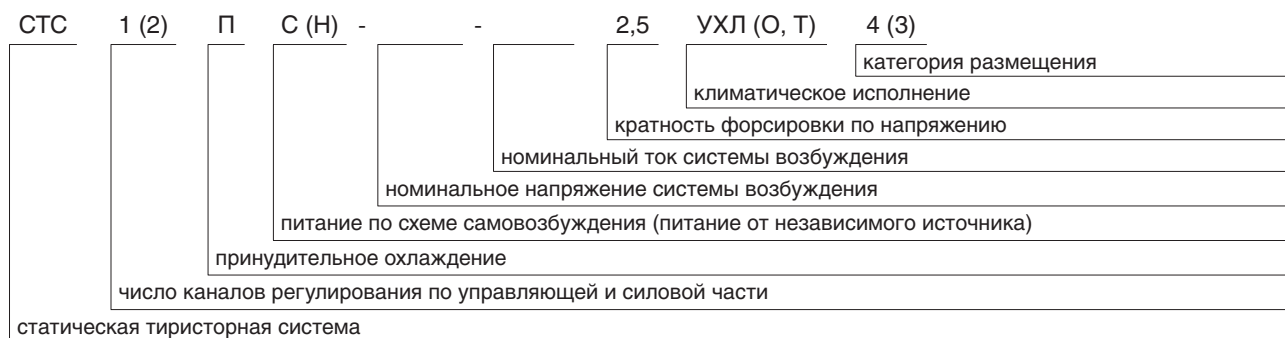 СТС 1 (2) П С (Н) - - 2,5 УХЛ (О, Т) 4 (3)
категория размещения
климатическое исполнение
кратность форсировки по напряжению
номинальный ток системы возбуждения
номинальное напряжение системы возбуждения
питание по схеме самовозбуждения (питание от независимого источника)
принудительное охлаждение
число каналов регулирования по управляющей и силовой части
статическая тиристорная система